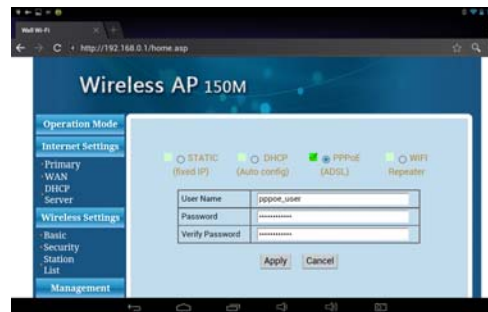 Wall Wi-Fi
http://192.168.0.1/home.asp
Wireless AP 150M
Operation Mode
Internet Settings
Primary
WAN
DHCP
Server
Wireless Settings
Basic
Security
Station
List
Management
STATIC
(fixed IP)
DHCP
(Auto config)
PPPoE
(ADSL)
WIFI
Repeater
User Name
pppoe_user
Password
************
Verify Password
************
Apply
Cancel